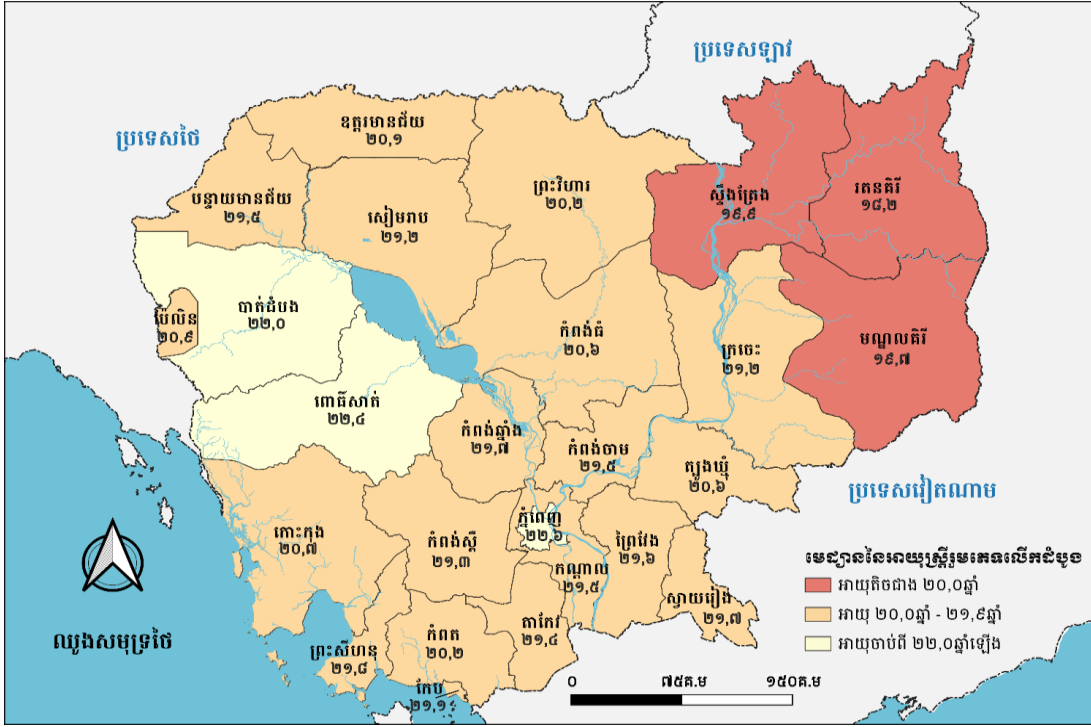 ប្រទេសឡាវ
ប្រទេសថៃ
ឧត្តរមានជ័យ
២០,១
បន្ទាយមានជ័យ
២១,៥
សៀមរាប
២១,២
ព្រះវិហារ
២០,២
ស្ទឹងត្រែង
១៩,៩
រតនគិរី
១៨,២
បាត់ដំបង
២២,០
ប៉ៃលិន
២០,៩
កំពង់ធំ
២០,៦
ក្រចេះ
២១,២
មណ្ឌលគិរី
១៩,៧
ពោធិ៍សាត់
២២,៤
កំពង់ឆ្នាំង
២១,៧
កំពង់ចាម
២១,៥
ត្បូងឃ្មុំ
២០,៦
ប្រទេសវៀតណាម
ភ្នំពេញ
២២,៦
កោះកុង
២០,៧
កំពង់ស្ពឺ
២១,៣
ព្រៃវែង
២១,៦
កណ្តាល
២១,៥
ស្វាយរៀង
២១,៧
តាកែវ
២១,៤
កំពត
២០,២
ព្រះសីហនុ
២១,៨
កែប
២១,១
ឈូងសមុទ្រថៃ
មេដ្យាននៃអាយុស្ត្រីរួមភេទលើកដំបូង
អាយុតិចជាង ២០,០ឆ្នាំ
អាយុ ២០,០ឆ្នាំ - ២១,៩ឆ្នាំ
អាយុចាប់ពី ២២,០ឆ្នាំឡើង
០ ៧៥គ.ម ១៥០គ.ម